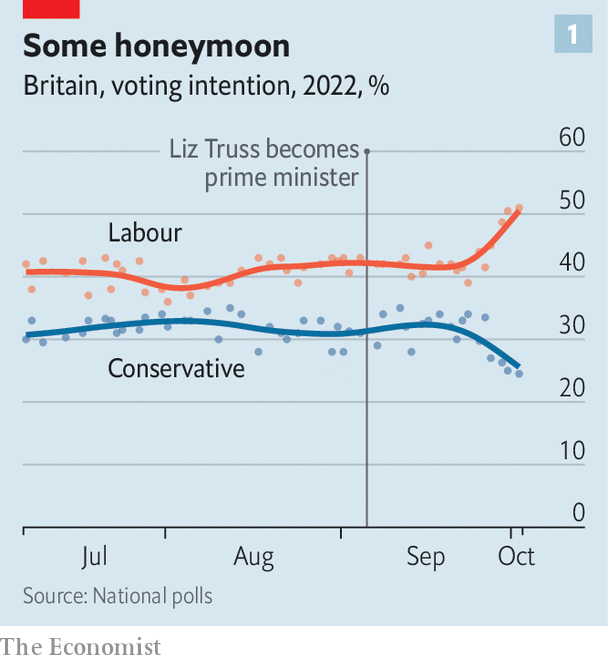 1
Some honeymoon
Britain, voting intention, 2022, %
60
Liz Truss becomes
prime minister
50
Labour
40
30
Conservative
20
10
0
Jul Aug Sep Oct
Source: National polls
The Economist